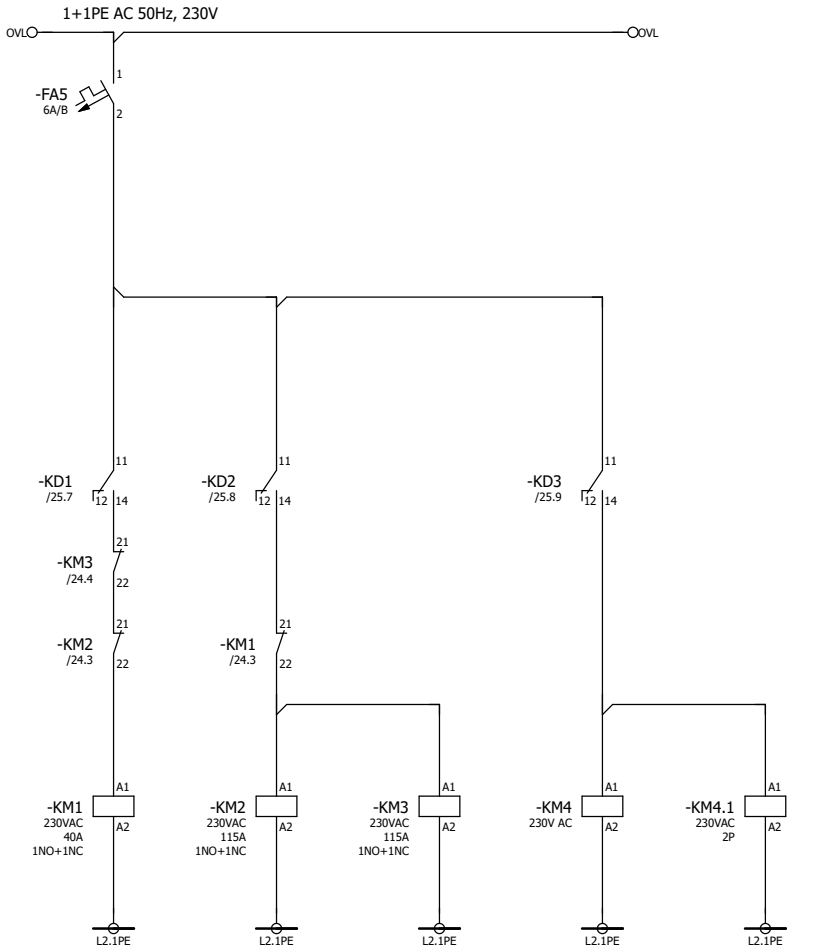 1+1PE AC 50Hz, 230V
OVL
OVL
1
-FA5
6A/B
2
11
11
11
-KD1
/25.7
12
14
-KD2
/25.8
12
14
-KD3
/25.9
12
14
21
-KM3
/24.4
22
21
-KM2
/24.3
22
21
-KM1
/24.3
22
A1
-KM1
230VAC
40A
1NO+1NC
A2
A1
-KM2
230VAC
115A
1NO+1NC
A2
A1
-KM3
230VAC
115A
1NO+1NC
A2
A1
-KM4
230V AC
A2
A1
-KM4.1
230VAC
2P
A2
L2.1PE
L2.1PE
L2.1PE
L2.1PE
L2.1PE